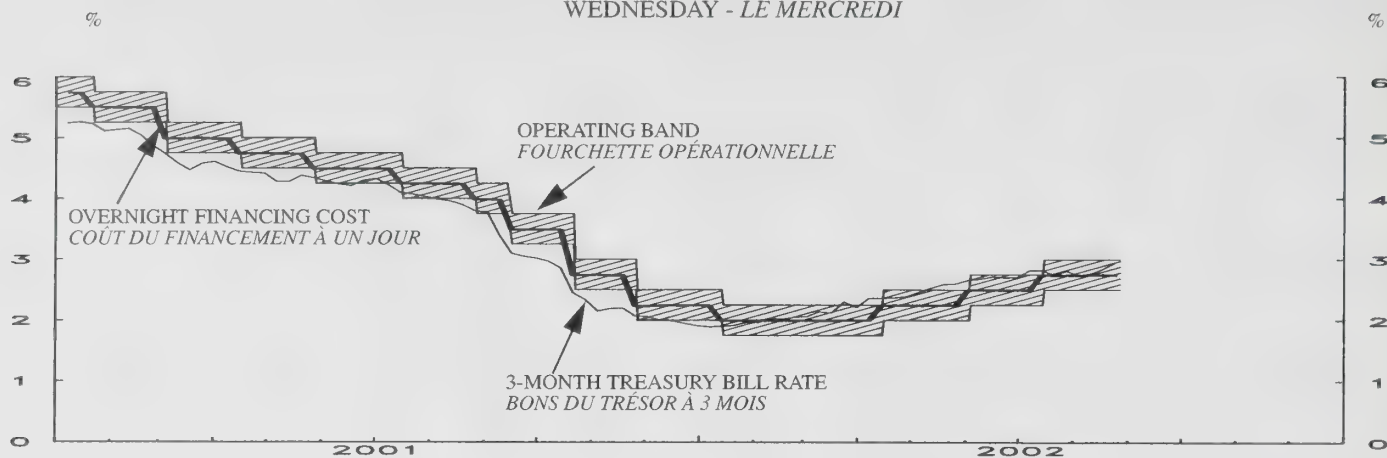 WEDNESDAY - LE MERCREDI
% %
6 6
5 5
4 4
3 3
2 2
1 1
0 0
OPERATING BAND
FOURCHETTE OPÉRATIONNELLE
OVERNIGHT FINANCING COST
COÛT DU FINANCEMENT À UN JOUR
3-MONTH TREASURY BILL RATE
BONS DU TRÉSOR À 3 MOIS
2001 2002